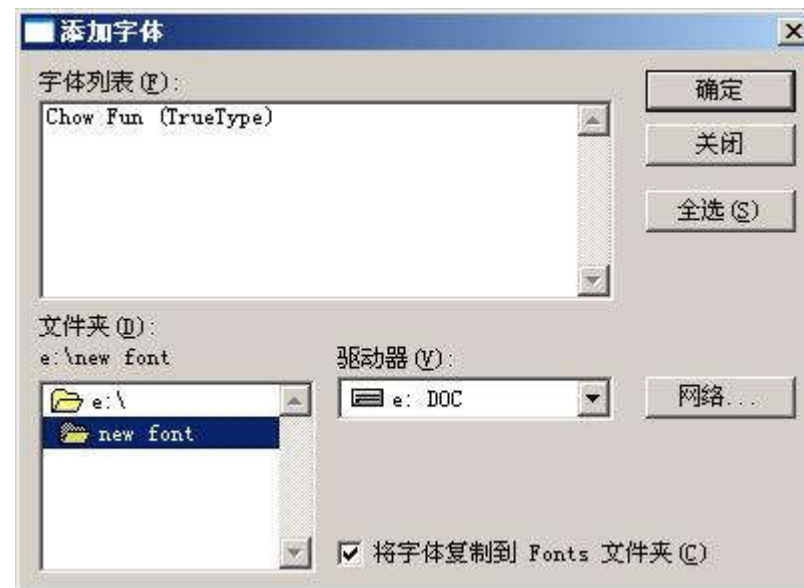 添加字体
字体列表(F):
Chow Fun (TrueType)
确定
关闭
全选(S)
文件夹(D):
e:\new font
驱动器(V):
e:\
e: DOC
网络...
new font
将字体复制到 Fonts 文件夹(C)